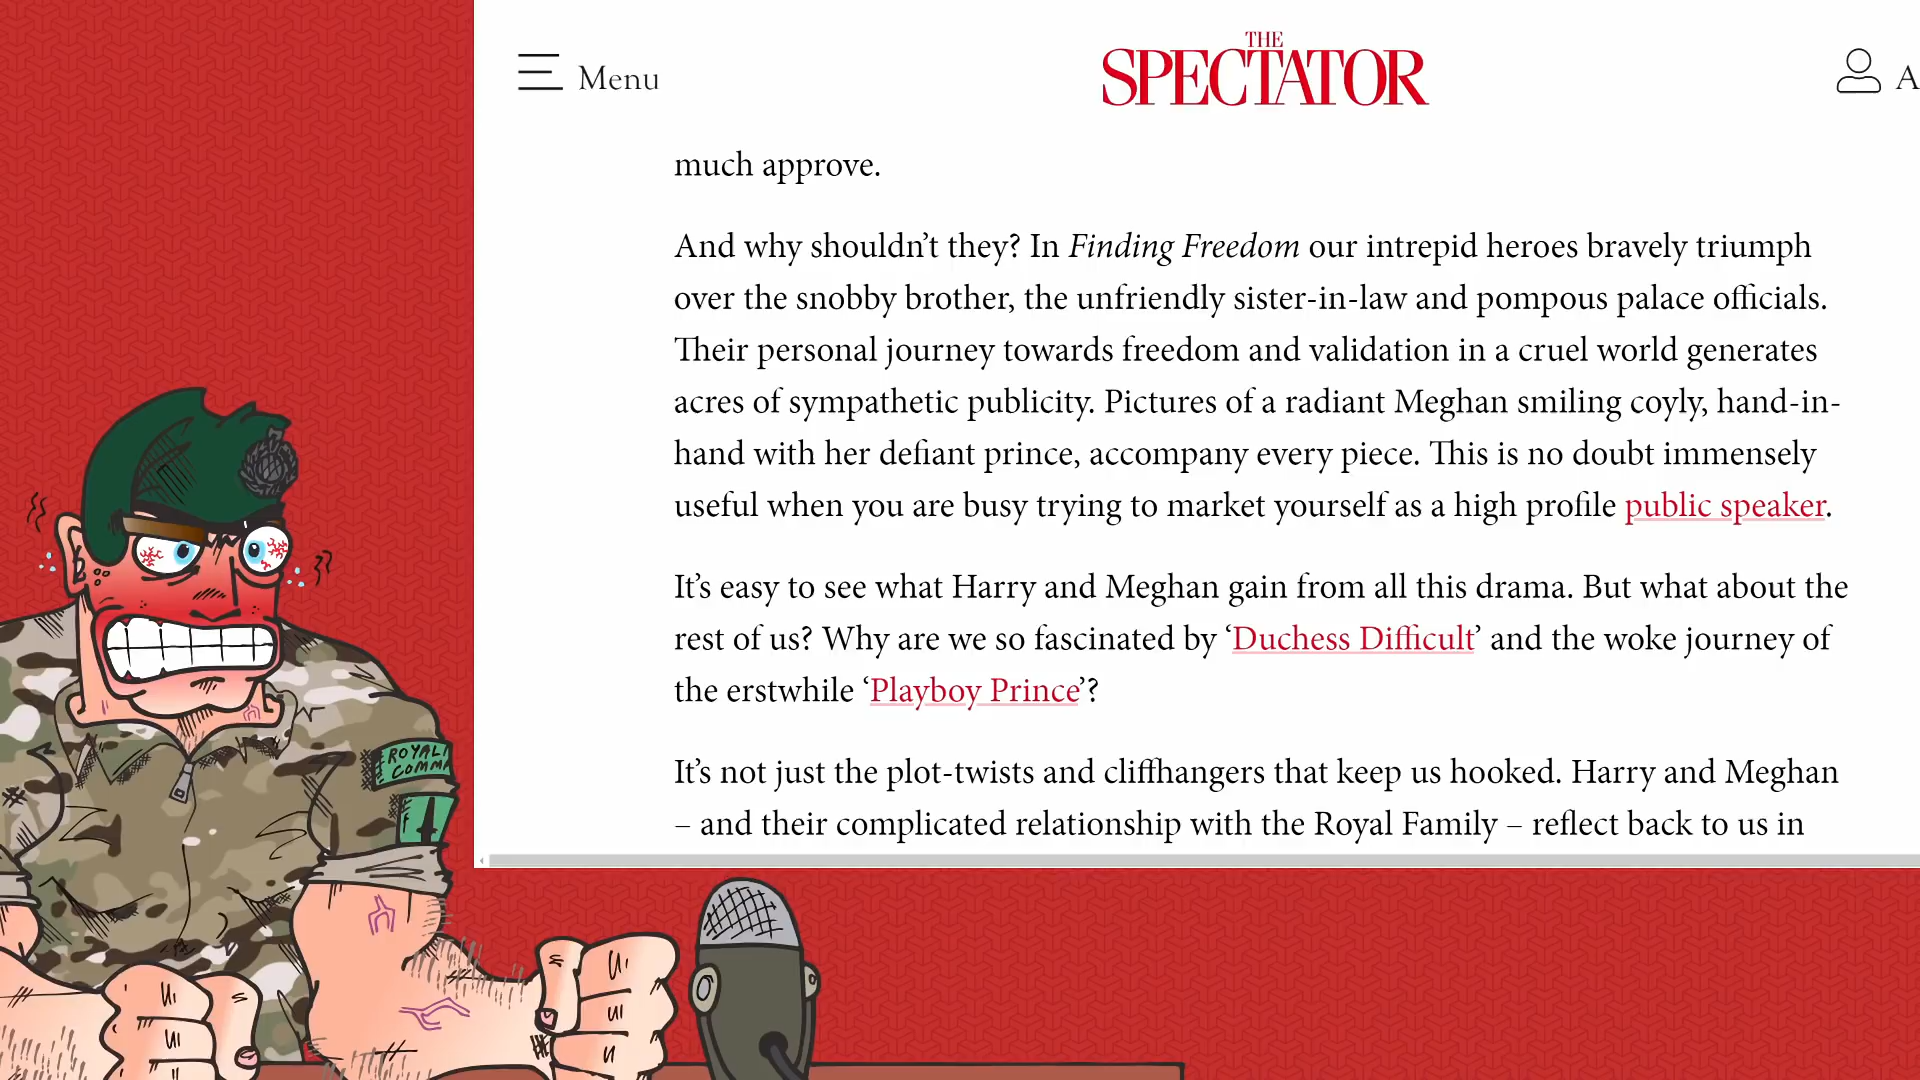 Menu
THE
SPECTATOR
A
much approve.
And why shouldn’t they? In Finding Freedom our intrepid heroes bravely triumph
over the snobby brother, the unfriendly sister-in-law and pompous palace officials.
Their personal journey towards freedom and validation in a cruel world generates
acres of sympathetic publicity. Pictures of a radiant Meghan smiling coyly, hand-in-
hand with her defiant prince, accompany every piece. This is no doubt immensely
useful when you are busy trying to market yourself as a high profile public speaker.
It’s easy to see what Harry and Meghan gain from all this drama. But what about the
rest of us? Why are we so fascinated by ‘Duchess Difficult’ and the woke journey of
the erstwhile ‘Playboy Prince’?
It’s not just the plot-twists and cliffhangers that keep us hooked. Harry and Meghan
– and their complicated relationship with the Royal Family – reflect back to us in
ROYAL
COMMA